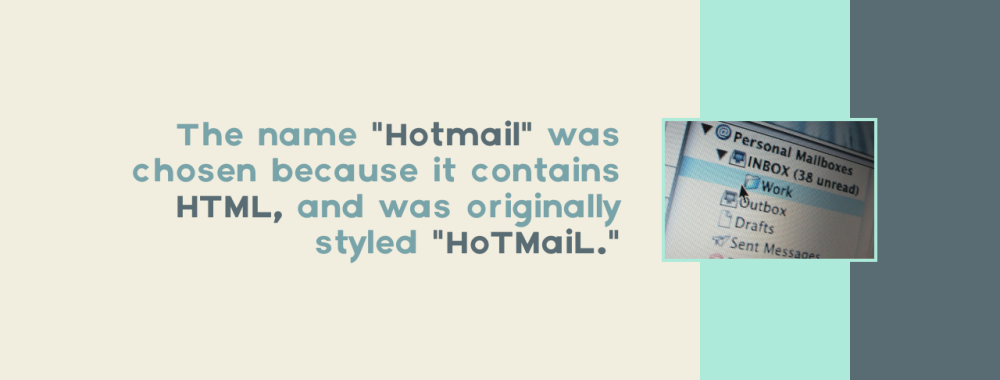 The name "Hotmail" was
chosen because it contains
HTML, and was originally
styled "HoTMaiL."
Personal Mailboxes
INBOX (38 unread)
Work
Outbox
Drafts
Sent Messages